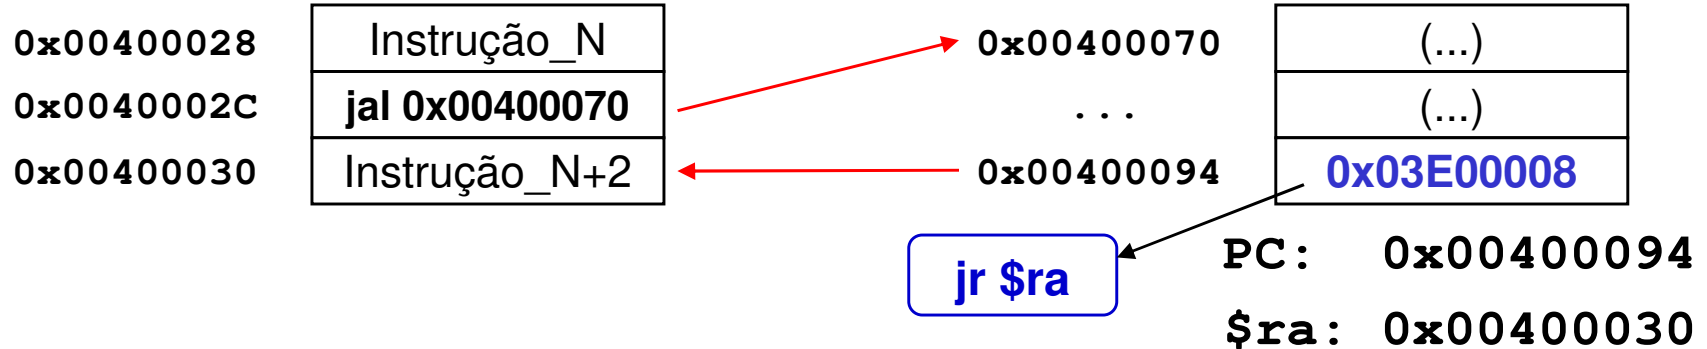 0x00400028 Instrução_N 0x00400070 (...)
0x0040002C jal 0x00400070 ... (...)
0x00400030 Instrução_N+2 0x00400094 0x03E00008
jr $ra PC: 0x00400094
$ra: 0x00400030